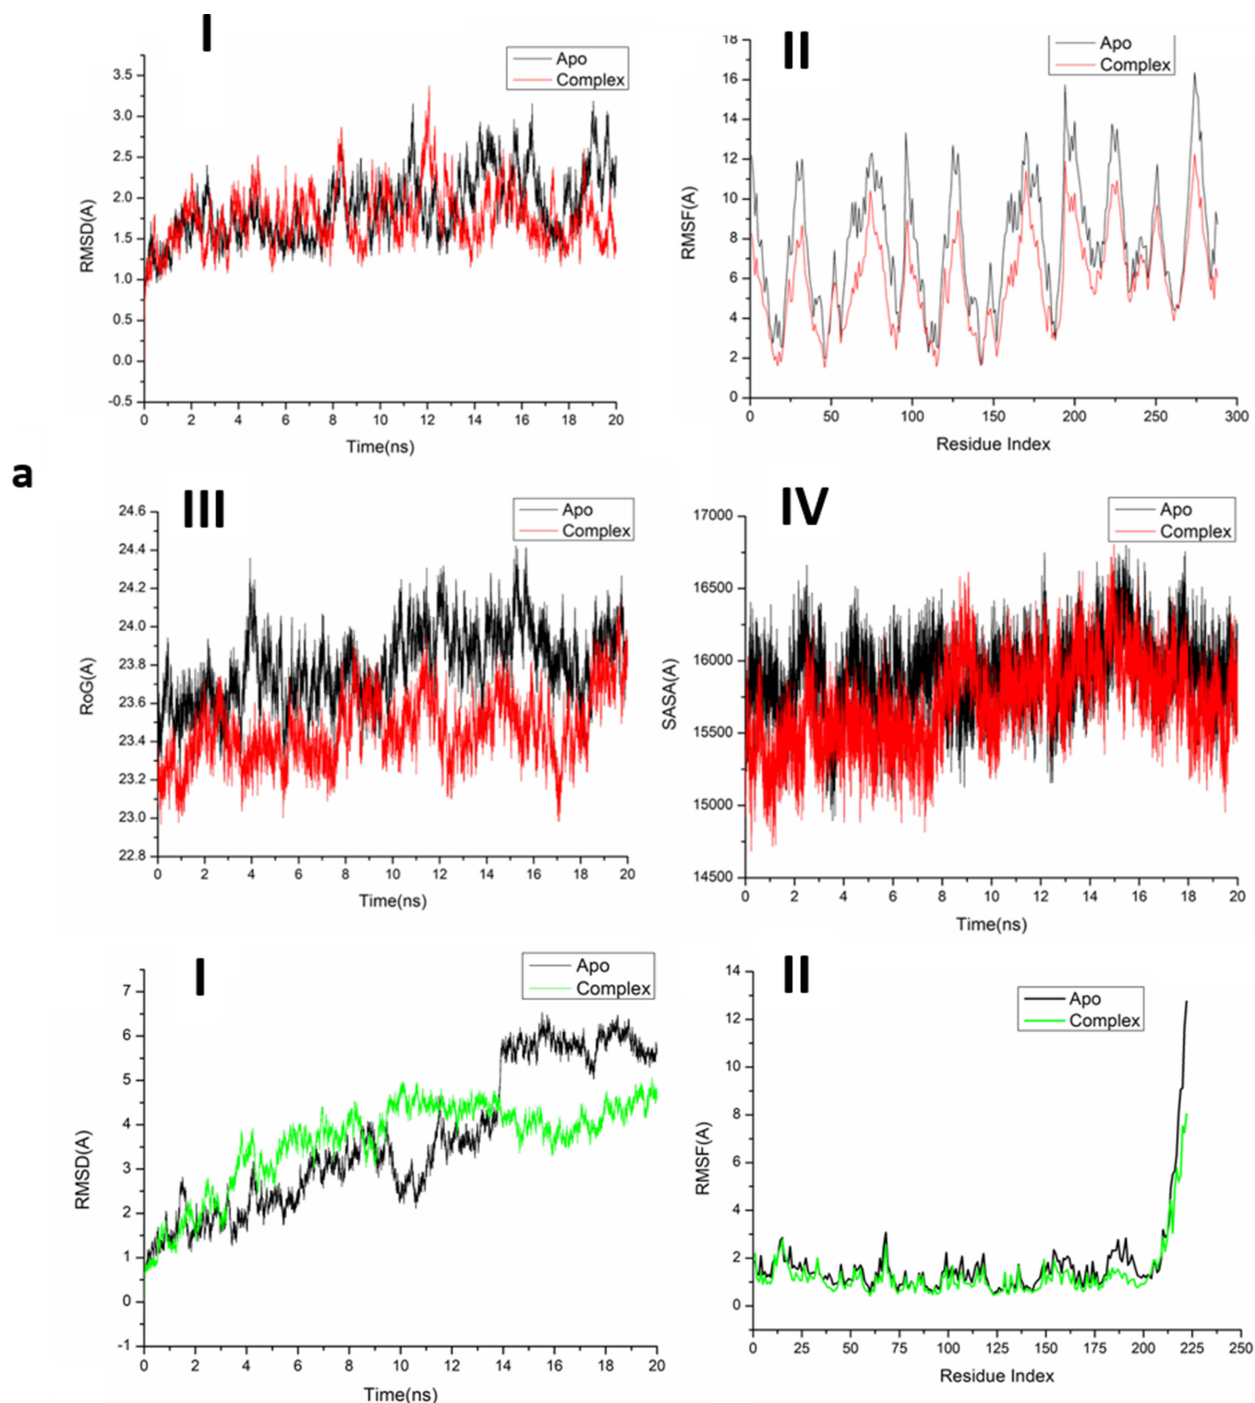 I
Apo
Complex
3.5
3.0
2.5
2.0
1.5
1.0
0.5
0.0
-0.5
RMSD(A)
0 2 4 6 8 10 12 14 16 18 20
Time(ns)
II
Apo
Complex
18
16
14
12
10
8
6
4
2
0
RMSF(A)
0 50 100 150 200 250 300
Residue Index
a
III
Apo
Complex
24.6
24.4
24.2
24.0
23.8
23.6
23.4
23.2
23.0
22.8
RoG(A)
0 2 4 6 8 10 12 14 16 18 20
Time(ns)
IV
Apo
Complex
17000
16500
16000
15500
15000
14500
SASA(A)
0 2 4 6 8 10 12 14 16 18 20
Time(ns)
I
Apo
Complex
7
6
5
4
3
2
1
0
-1
RMSD(A)
0 2 4 6 8 10 12 14 16 18 20
Time(ns)
II
Apo
Complex
14
12
10
8
6
4
2
0
RMSF(A)
0 25 50 75 100 125 150 175 200 225 250
Residue Index